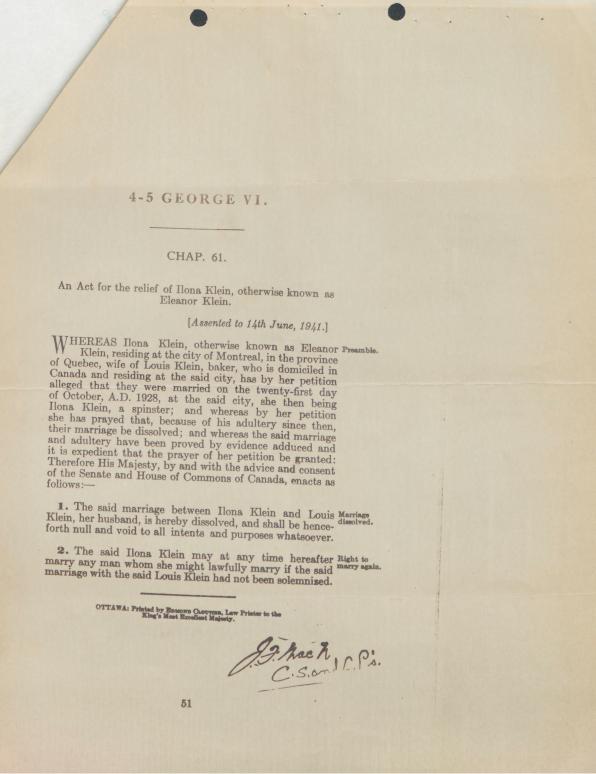 4-5 GEORGE VI.
CHAP. 61.
An Act for the relief of Ilona Klein, otherwise known as
Eleanor Klein.
[Assented to 14th June, 1941.]
WHEREAS Ilona Klein, otherwise known as Eleanor Preamble.
Klein, residing at the city of Montreal, in the province
of Quebec, wife of Louis Klein, baker, who is domiciled in
Canada and residing at the said city, has by her petition
alleged that they were married on the twenty-first day
of October, A.D. 1928, at the said city, she then being
Ilona Klein, a spinster; and whereas by her petition
she has prayed that, because of his adultery since then,
their marriage be dissolved; and whereas the said marriage
and adultery have been proved by evidence adduced and
it is expedient that the prayer of her petition be granted:
Therefore His Majesty, by and with the advice and consent
of the Senate and House of Commons of Canada, enacts as
follows:—
1. The said marriage between Ilona Klein and Louis Marriage
Klein, her husband, is hereby dissolved, and shall be hence- dissolved.
forth null and void to all intents and purposes whatsoever.
2. The said Ilona Klein may at any time hereafter Right to
marry any man whom she might lawfully marry if the said marry again.
marriage with the said Louis Klein had not been solemnized.
OTTAWA: Printed by EDMOND CLOUTIER, Law Printer to the
King's Most Excellent Majesty.
C.S. and C.P's.
51